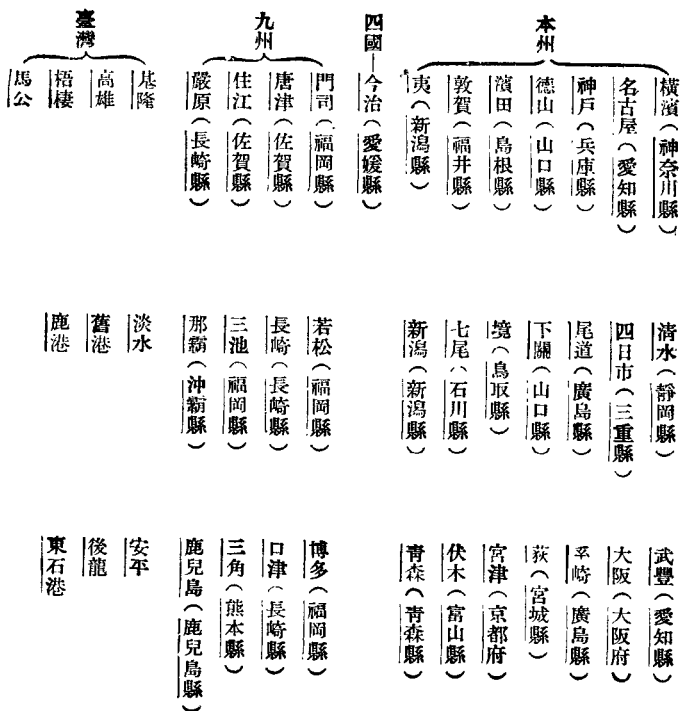 本州
橫濱(神奈川縣) 清水(靜岡縣) 武豐(愛知縣)
名古屋(愛知縣) 四日市(三重縣) 大阪(大阪府)
神戶(兵庫縣) 尾道(廣島縣) 糸崎(廣島縣)
德山(山口縣) 下關(山口縣) 荻(宮城縣)
濱田(島根縣) 境(鳥取縣) 宮津(京都府)
敦賀(福井縣) 七尾(石川縣) 伏木(富山縣)
夷(新潟縣) 新潟(新潟縣) 青森(青森縣)
四國—今治(愛媛縣)
九州
門司(福岡縣) 若松(福岡縣) 博多(福岡縣)
唐津(佐賀縣) 長崎(長崎縣) 口津(長崎縣)
住江(佐賀縣) 三池(福岡縣) 三角(熊本縣)
嚴原(長崎縣) 那霸(沖霸縣) 鹿兒島(鹿兒島縣)
臺灣
基隆 淡水 安平
高雄 舊港 後龍
梧棲 鹿港 東石港
馬公